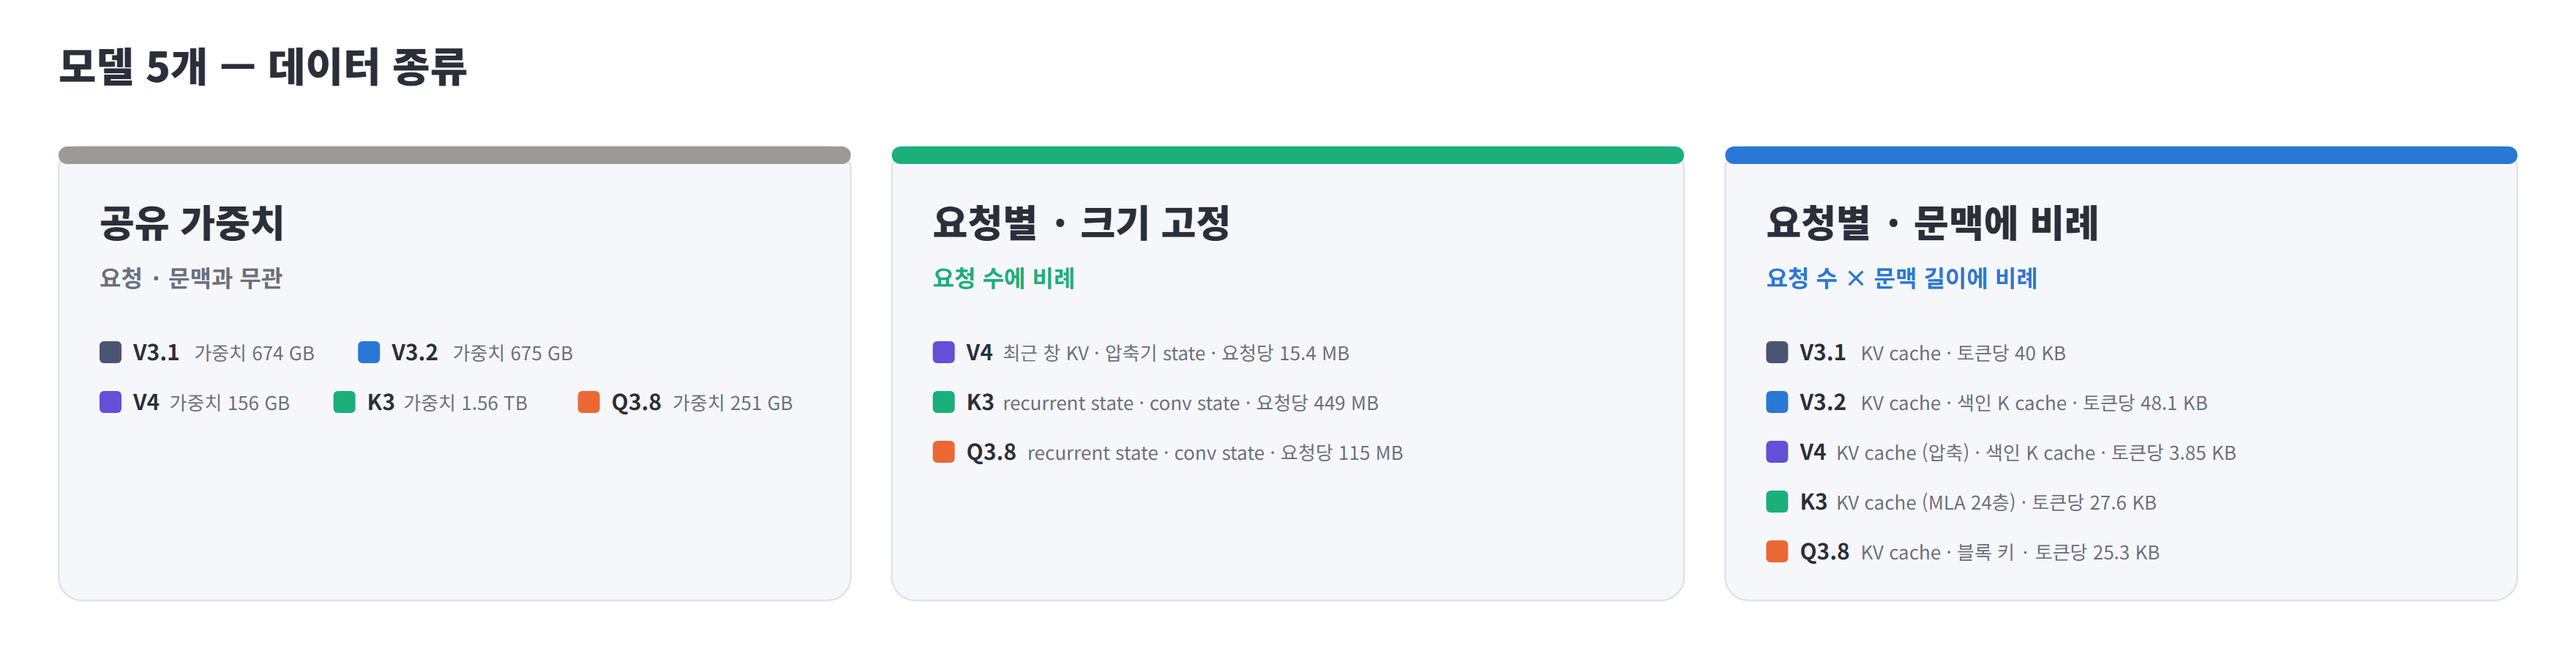 모델 5개 — 데이터 종류
공유 가중치
요청 · 문맥과 무관
V3.1 가중치 674 GB V3.2 가중치 675 GB
V4 가중치 156 GB K3 가중치 1.56 TB Q3.8 가중치 251 GB
요청별 · 크기 고정
요청 수에 비례
V4 최근 창 KV · 압축기 state · 요청당 15.4 MB
K3 recurrent state · conv state · 요청당 449 MB
Q3.8 recurrent state · conv state · 요청당 115 MB
요청별 · 문맥에 비례
요청 수 × 문맥 길이에 비례
V3.1 KV cache · 토큰당 40 KB
V3.2 KV cache · 색인 K cache · 토큰당 48.1 KB
V4 KV cache (압축) · 색인 K cache · 토큰당 3.85 KB
K3 KV cache (MLA 24층) · 토큰당 27.6 KB
Q3.8 KV cache · 블록 키 · 토큰당 25.3 KB